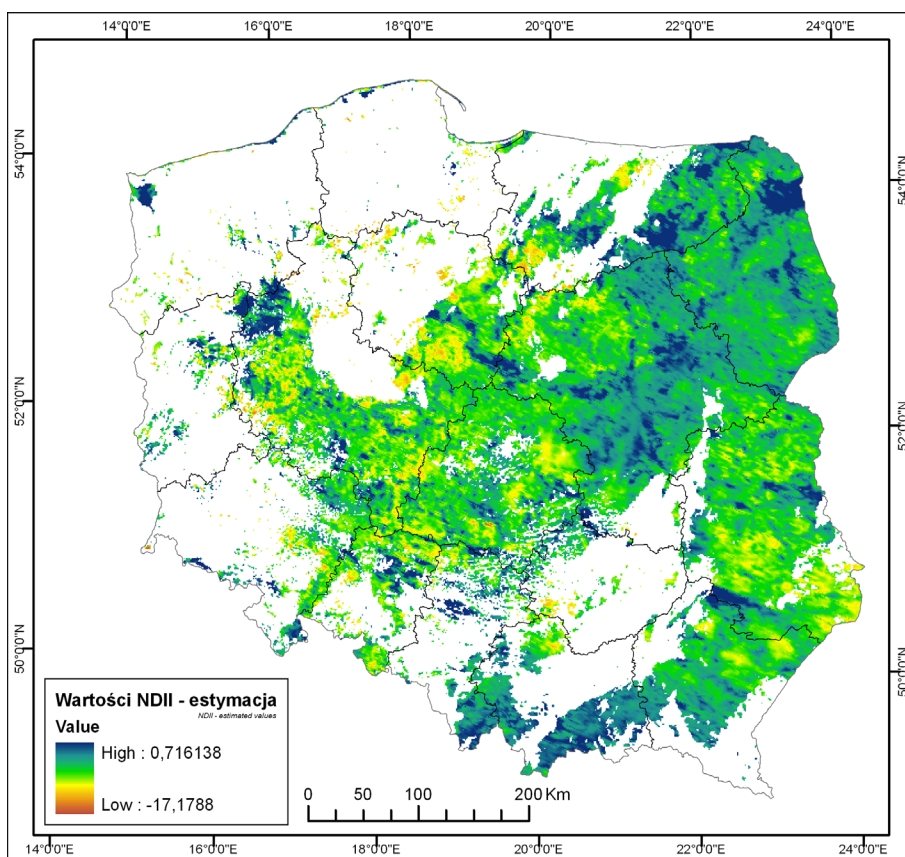 14°0'0"E 16°0'0"E 18°0'0"E 20°0'0"E 22°0'0"E 24°0'0"E
54°0'0"N 54°0'0"N
52°0'0"N 52°0'0"N
50°0'0"N 50°0'0"N
Wartości NDII - estymacja
NDII - estimated values
Value
High : 0,716138
Low : -17,1788
0 50 100 200 Km
14°0'0"E 16°0'0"E 18°0'0"E 20°0'0"E 22°0'0"E 24°0'0"E